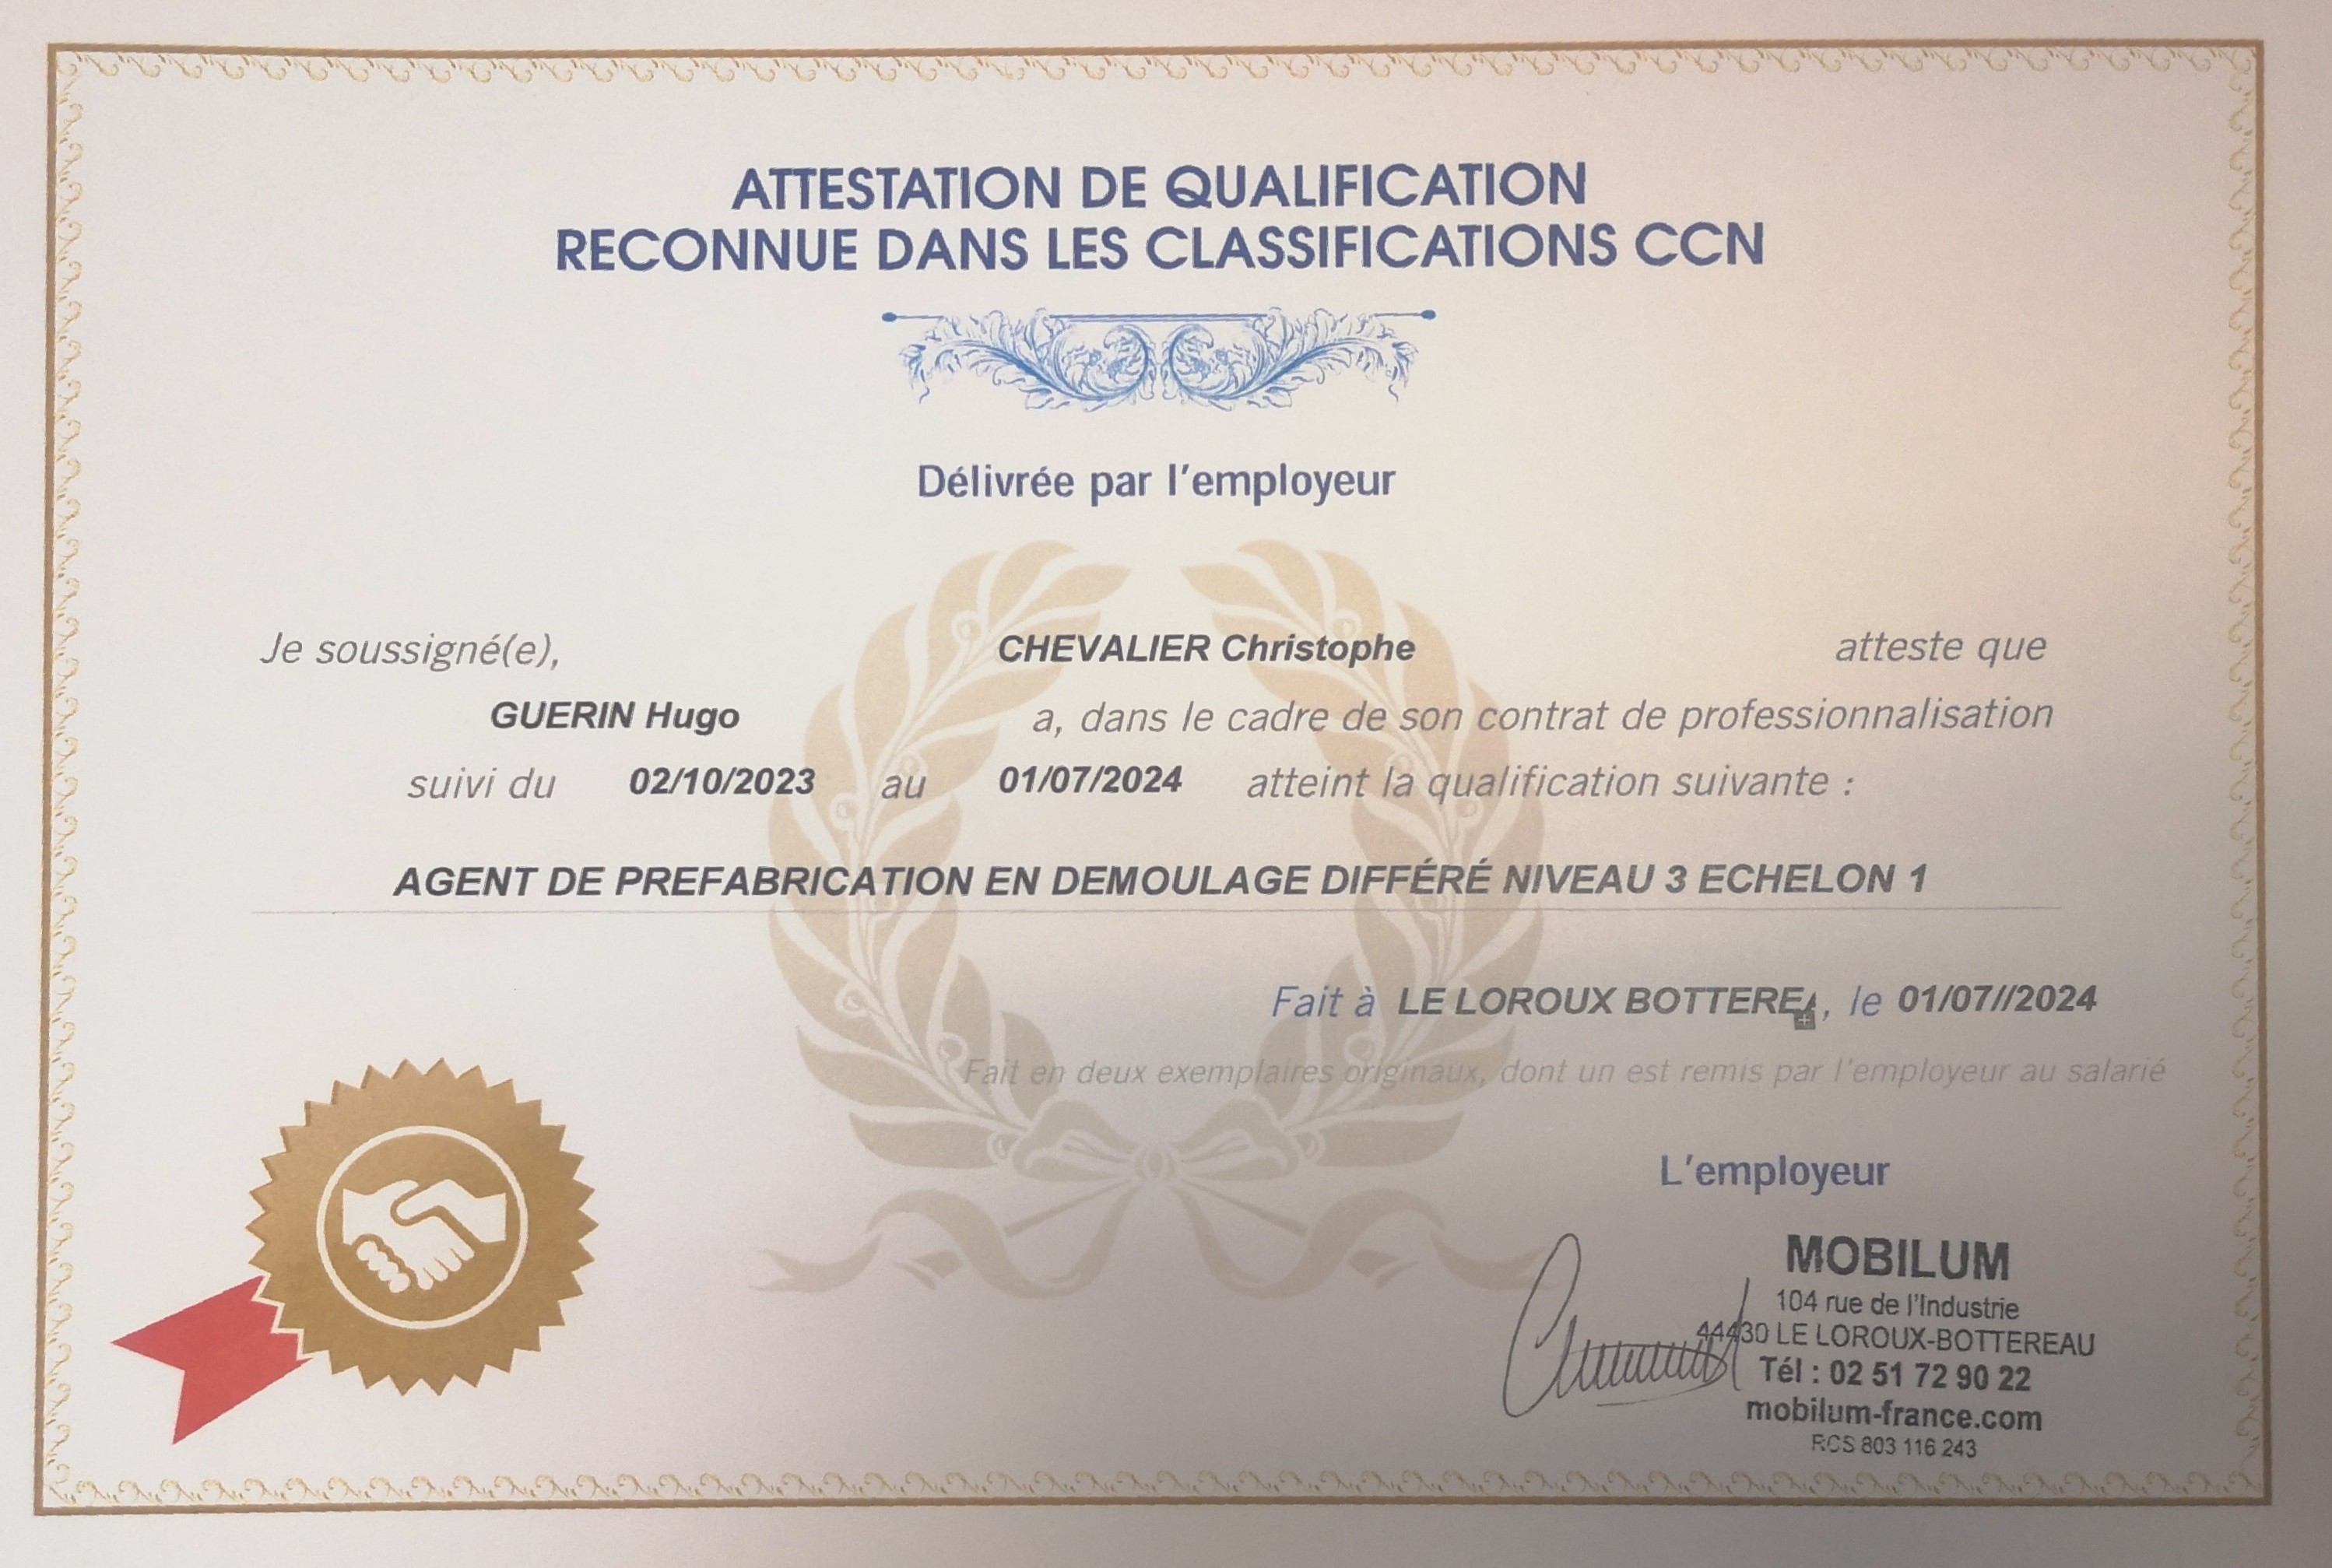 ATTESTATION DE QUALIFICATION
RECONNUE DANS LES CLASSIFICATIONS CCN
Délivrée par l'employeur
Je soussigné(e), CHEVALIER Christophe atteste que
GUERIN Hugo a, dans le cadre de son contrat de professionnalisation
suivi du 02/10/2023 au 01/07/2024 atteint la qualification suivante :
AGENT DE PREFABRICATION EN DEMOULAGE DIFFÉRÉ NIVEAU 3 ECHELON 1
Fait à LE LOROUX BOTTEREA, le 01/07//2024
Fait en deux exemplaires originaux, dont un est remis par l'employeur au salarié
L'employeur
MOBILUM
104 rue de l'Industrie
44430 LE LOROUX-BOTTEREAU
Tél : 02 51 72 90 22
mobilum-france.com
RCS 803 116 243